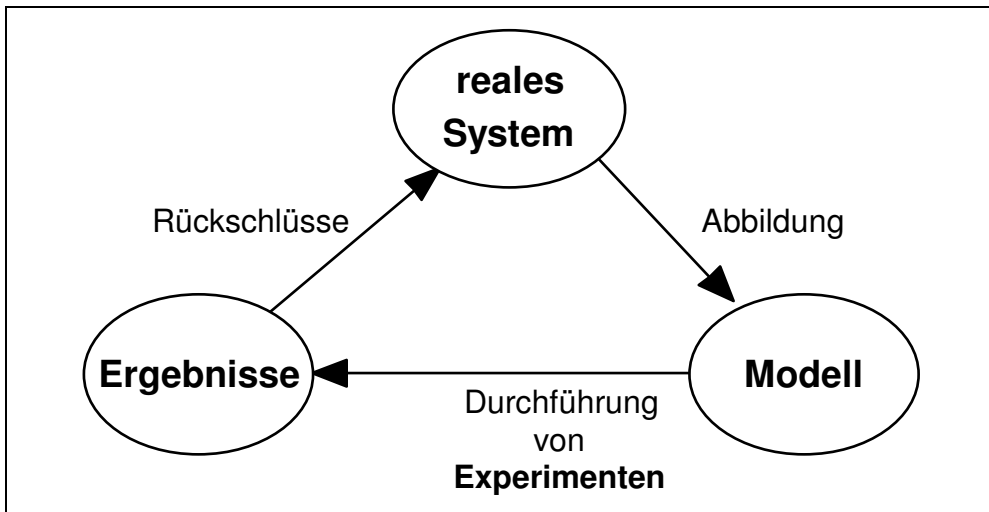 reales
System
Rückschlüsse
Abbildung
Ergebnisse
Modell
Durchführung
von
Experimenten